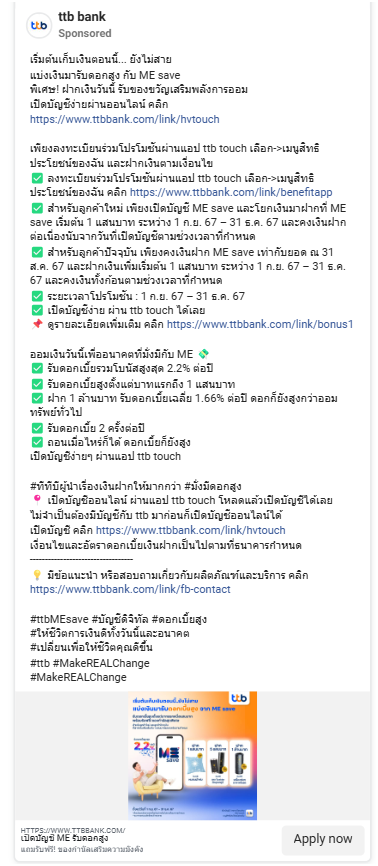 ttb bank
Sponsored
เริ่มต้นเก็บเงินตอนนี้... ยังไม่สาย
แบ่งเงินมารับดอกสูง กับ ME save
พิเศษ! ฝากเงินวันนี้ รับของขวัญเสริมพลังการออม
เปิดบัญชีง่ายผ่านออนไลน์ คลิก
https://www.ttbbank.com/link/hvtouch
เพียงลงทะเบียนร่วมโปรโมชันผ่านแอป ttb touch เลือก->เมนูสิทธิ
ประโยชน์ของฉัน และฝากเงินตามเงื่อนไข
✅ ลงทะเบียนร่วมโปรโมชันผ่านแอป ttb touch เลือก->เมนูสิทธิ
ประโยชน์ของฉัน คลิก https://www.ttbbank.com/link/benefitapp
✅ สำหรับลูกค้าใหม่ เพียงเปิดบัญชี ME save และโยกเงินมาฝากที่ ME
save เริ่มต้น 1 แสนบาท ระหว่าง 1 ก.ย. 67 – 31 ธ.ค. 67 และคงเงินฝาก
ต่อเนื่องนับจากวันที่เปิดบัญชีตามช่วงเวลาที่กำหนด
✅ สำหรับลูกค้าปัจจุบัน เพียงคงเงินฝาก ME save เท่ากับยอด ณ 31
ส.ค. 67 และฝากเงินเพิ่มเริ่มต้น 1 แสนบาท ระหว่าง 1 ก.ย. 67 – 31 ธ.ค.
67 และคงเงินทั้งก้อนตามช่วงเวลาที่กำหนด
✅ ระยะเวลาโปรโมชัน : 1 ก.ย. 67 – 31 ธ.ค. 67
✅ เปิดบัญชีง่าย ผ่าน ttb touch ได้เลย
📌 ดูรายละเอียดเพิ่มเติม คลิก https://www.ttbbank.com/link/bonus1
ออมเงินวันนี้เพื่ออนาคตที่มั่งมีกับ ME 💸
✅ รับดอกเบี้ยรวมโบนัสสูงสุด 2.2% ต่อปี
✅ รับดอกเบี้ยสูงตั้งแต่บาทแรกถึง 1 แสนบาท
✅ ฝาก 1 ล้านบาท รับดอกเบี้ยเฉลี่ย 1.66% ต่อปี ดอกก็ยังสูงกว่าออม
ทรัพย์ทั่วไป
✅ รับดอกเบี้ย 2 ครั้งต่อปี
✅ ถอนเมื่อไหร่ก็ได้ ดอกเบี้ยก็ยังสูง
เปิดบัญชีง่ายๆ ผ่านแอป ttb touch
#ทีทีบีผู้นำเรื่องเงินฝากให้มากกว่า #มั่งมีดอกสูง
📍 เปิดบัญชีออนไลน์ ผ่านแอป ttb touch โหลดแล้วเปิดบัญชีได้เลย
ไม่จำเป็นต้องมีบัญชีกับ ttb มาก่อนก็เปิดบัญชีออนไลน์ได้
เปิดบัญชี คลิก https://www.ttbbank.com/link/hvtouch
เงื่อนไขและอัตราดอกเบี้ยเงินฝากเป็นไปตามที่ธนาคารกำหนด
----------------------------------
💡 มีข้อแนะนำ หรือสอบถามเกี่ยวกับผลิตภัณฑ์และบริการ คลิก
https://www.ttbbank.com/link/fb-contact
#ttbMEsave #บัญชีดิจิทัล #ดอกเบี้ยสูง
#ให้ชีวิตการเงินดีทั้งวันนี้และอนาคต
#เปลี่ยนเพื่อให้ชีวิตคุณดีขึ้น
#ttb #MakeREALChange
#MakeREALChange
ttb
เริ่มต้นเก็บเงินตอนนี้...ยังไม่สาย
แบ่งเงินมารับดอกเบี้ยสูง จาก ME save
2.2%
ME
save
HTTPS://WWW.TTBBANK.COM/
เปิดบัญชี ME รับดอกสูง
แถมรับฟรี! ของกำนัลเสริมความมั่งคั่ง
Apply now